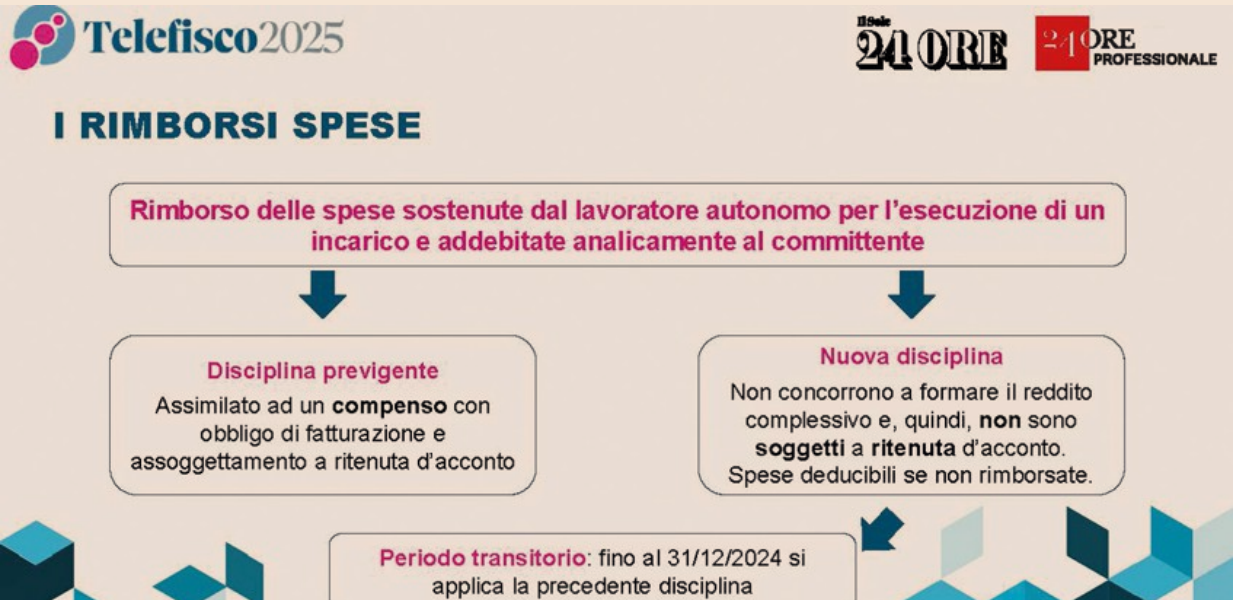 Telefisco2025
Il Sole
24 ORE
24 ORE
PROFESSIONALE
I RIMBORSI SPESE
Rimborso delle spese sostenute dal lavoratore autonomo per l'esecuzione di un
incarico e addebitate analicamente al committente
Disciplina previgente
Assimilato ad un compenso con
obbligo di fatturazione e
assoggettamento a ritenuta d'acconto
Nuova disciplina
Non concorrono a formare il reddito
complessivo e, quindi, non sono
soggetti a ritenuta d'acconto.
Spese deducibili se non rimborsate.
Periodo transitorio: fino al 31/12/2024 si
applica la precedente disciplina